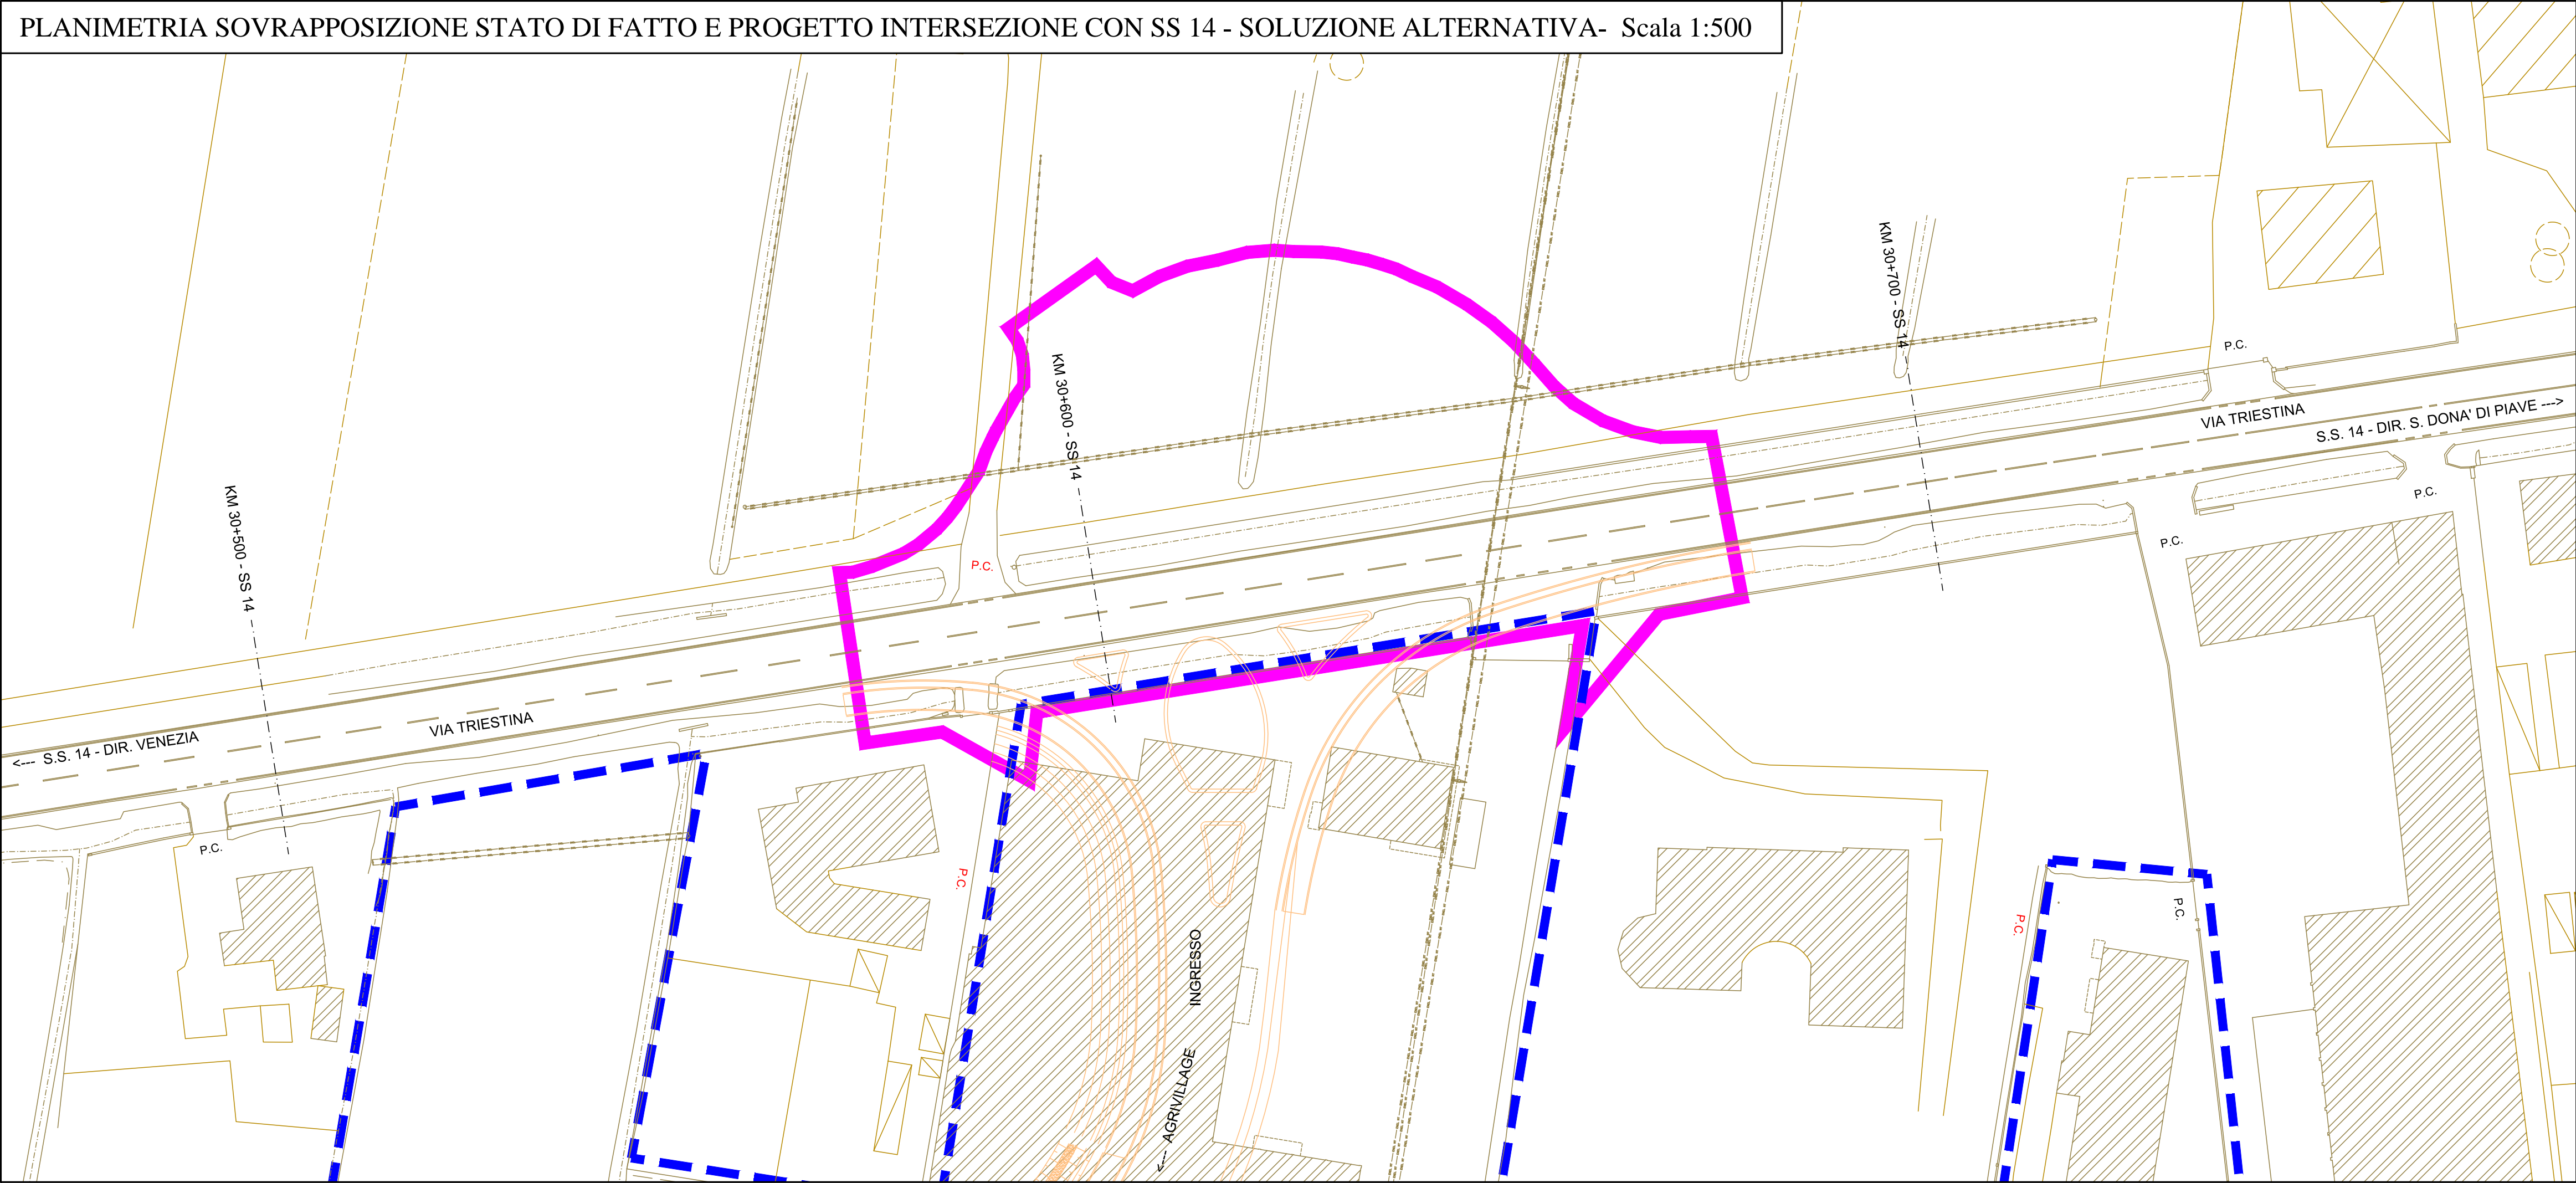 PLANIMETRIA SOVRAPPOSIZIONE STATO DI FATTO E PROGETTO INTERSEZIONE CON SS 14 - SOLUZIONE ALTERNATIVA- Scala 1:500
KM 30+700 - SS 14
P.C.
KM 30+600 - SS 14
VIA TRIESTINA
S.S. 14 - DIR. S. DONA' DI PIAVE --->
KM 30+500 - SS 14
P.C.
P.C.
P.C.
VIA TRIESTINA
<--- S.S. 14 - DIR. VENEZIA
P.C.
P.C.
P.C.
P.C.
INGRESSO
<--- AGRIVILLAGE